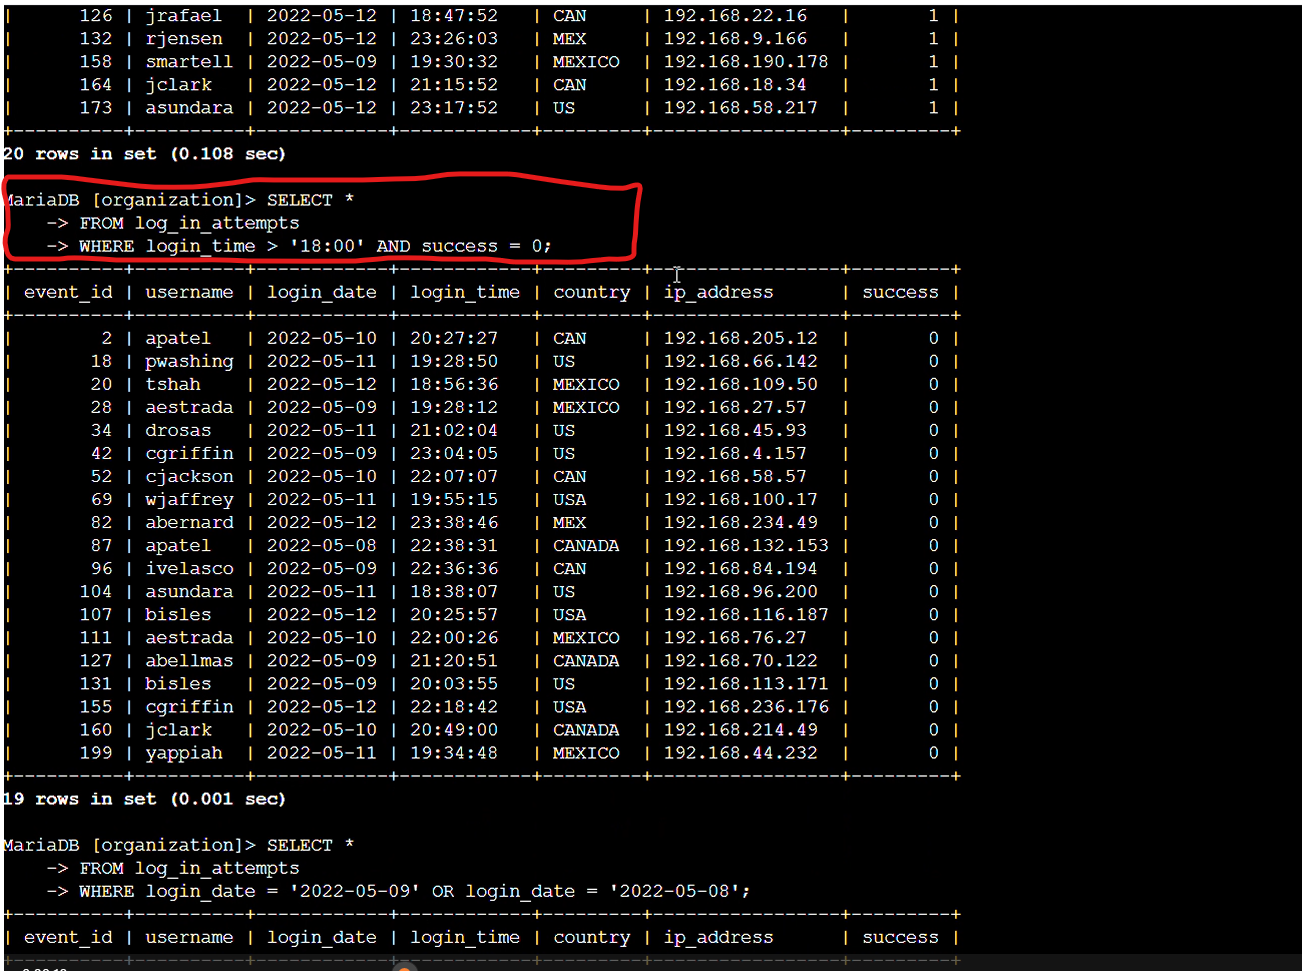 | 126 | jrafael | 2022-05-12 | 18:47:52 | CAN | 192.168.22.16 | 1 |
| 132 | rjensen | 2022-05-12 | 23:26:03 | MEX | 192.168.9.166 | 1 |
| 158 | smartell | 2022-05-09 | 19:30:32 | MEXICO | 192.168.190.178 | 1 |
| 164 | jclark | 2022-05-12 | 21:15:52 | CAN | 192.168.18.34 | 1 |
| 173 | asundara | 2022-05-12 | 23:17:52 | US | 192.168.58.217 | 1 |
+----------+----------+------------+------------+---------+-----------------+---------+
20 rows in set (0.108 sec)
MariaDB [organization]> SELECT *
-> FROM log_in_attempts
-> WHERE login_time > '18:00' AND success = 0;
+----------+----------+------------+------------+---------+-----------------+---------+
| event_id | username | login_date | login_time | country | ip_address | success |
+----------+----------+------------+------------+---------+-----------------+---------+
| 2 | apatel | 2022-05-10 | 20:27:27 | CAN | 192.168.205.12 | 0 |
| 18 | pwashing | 2022-05-11 | 19:28:50 | US | 192.168.66.142 | 0 |
| 20 | tshah | 2022-05-12 | 18:56:36 | MEXICO | 192.168.109.50 | 0 |
| 28 | aestrada | 2022-05-09 | 19:28:12 | MEXICO | 192.168.27.57 | 0 |
| 34 | drosas | 2022-05-11 | 21:02:04 | US | 192.168.45.93 | 0 |
| 42 | cgriffin | 2022-05-09 | 23:04:05 | US | 192.168.4.157 | 0 |
| 52 | cjackson | 2022-05-10 | 22:07:07 | CAN | 192.168.58.57 | 0 |
| 69 | wjaffrey | 2022-05-11 | 19:55:15 | USA | 192.168.100.17 | 0 |
| 82 | abernard | 2022-05-12 | 23:38:46 | MEX | 192.168.234.49 | 0 |
| 87 | apatel | 2022-05-08 | 22:38:31 | CANADA | 192.168.132.153 | 0 |
| 96 | ivelasco | 2022-05-09 | 22:36:36 | CAN | 192.168.84.194 | 0 |
| 104 | asundara | 2022-05-11 | 18:38:07 | US | 192.168.96.200 | 0 |
| 107 | bisles | 2022-05-12 | 20:25:57 | USA | 192.168.116.187 | 0 |
| 111 | aestrada | 2022-05-10 | 22:00:26 | MEXICO | 192.168.76.27 | 0 |
| 127 | abellmas | 2022-05-09 | 21:20:51 | CANADA | 192.168.70.122 | 0 |
| 131 | bisles | 2022-05-09 | 20:03:55 | US | 192.168.113.171 | 0 |
| 155 | cgriffin | 2022-05-12 | 22:18:42 | USA | 192.168.236.176 | 0 |
| 160 | jclark | 2022-05-10 | 20:49:00 | CANADA | 192.168.214.49 | 0 |
| 199 | yappiah | 2022-05-11 | 19:34:48 | MEXICO | 192.168.44.232 | 0 |
+----------+----------+------------+------------+---------+-----------------+---------+
19 rows in set (0.001 sec)
MariaDB [organization]> SELECT *
-> FROM log_in_attempts
-> WHERE login_date = '2022-05-09' OR login_date = '2022-05-08';
+----------+----------+------------+------------+---------+-----------------+---------+
| event_id | username | login_date | login_time | country | ip_address | success |
+----------+----------+------------+------------+---------+-----------------+---------+